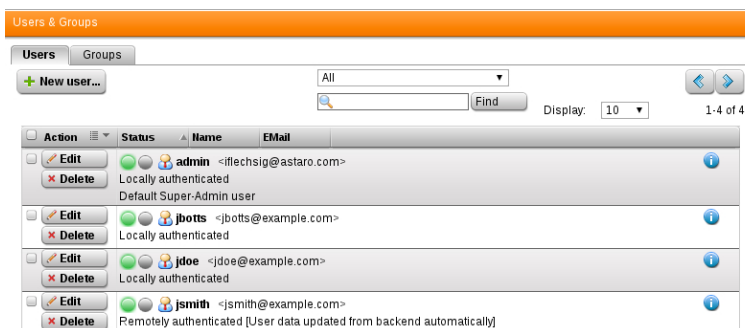 Users & Groups
Users Groups
New user...
All
Find Display: 10 1-4 of 4
Action Status Name EMail
Edit admin <iflechsig@astaro.com>
Delete Locally authenticated
Default Super-Admin user
Edit jbotts <jbotts@example.com>
Delete Locally authenticated
Edit jdoe <jdoe@example.com>
Delete Locally authenticated
Edit jsmith <jsmith@example.com>
Delete Remotely authenticated [User data updated from backend automatically]